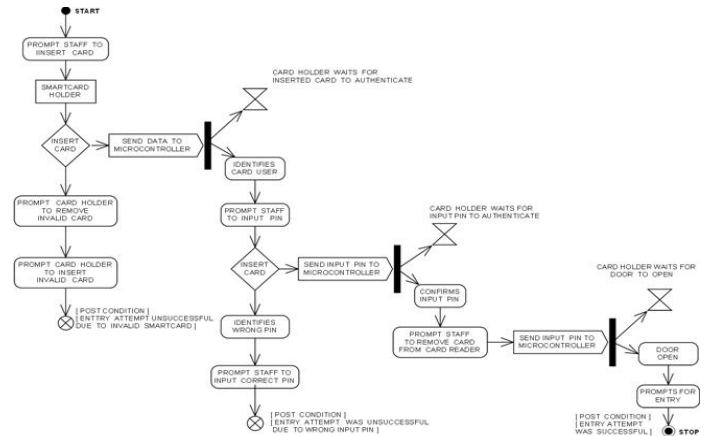 START
PROMPT STAFF TO
INSERT CARD
SMARTCARD
HOLDER
INSERT
CARD
SEND DATA TO
MICROCONTROLLER
CARD HOLDER WAITS FOR
INSERTED CARD TO AUTHENTICATE
IDENTIFIES
CARD USER
PROMPT CARD HOLDER
TO REMOVE
INVALID CARD
PROMPT STAFF
TO INPUT PIN
PROMPT CARD HOLDER
TO INSERT
INVALID CARD
[ POST CONDITION ]
[ ENTTRY ATTEMPT UNSUCCESSFUL
DUE TO INVALID SMARTCARD ]
INSERT
CARD
SEND INPUT PIN TO
MICROCONTROLLER
CARD HOLDER WAITS FOR
INPUT PIN TO AUTHENTICATE
CONFIRMS
INPUT PIN
IDENTIFIES
WRONG PIN
PROMPT STAFF TO
INPUT CORRECT PIN
[ POST CONDITION ]
[ ENTRY ATTEMPT WAS UNSUCCESSFUL
DUE TO WRONG INPUT PIN ]
PROMPT STAFF
TO REMOVE CARD
FROM CARD READER
SEND INPUT PIN TO
MICROCONTROLLER
CARD HOLDER WAITS FOR
DOOR TO OPEN
DOOR
OPEN
PROMPTS FOR
ENTRY
[ POST CONDITION ]
[ ENTRY ATTEMPT
WAS SUCCESSFUL ]
STOP